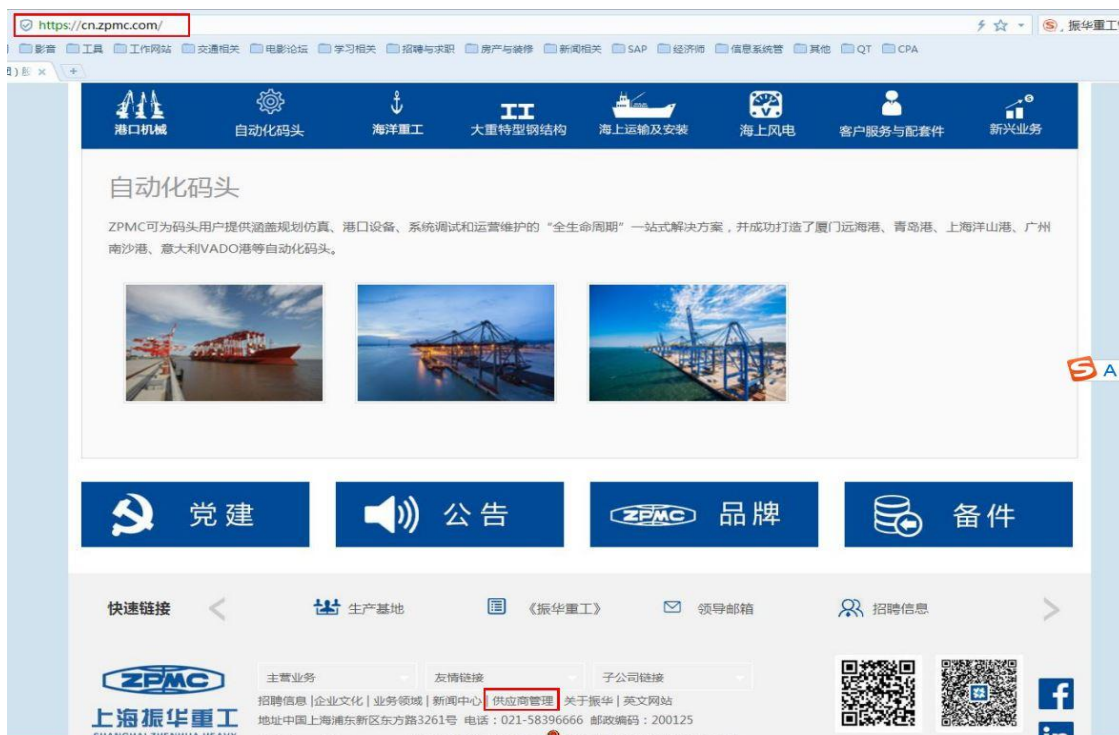 https://cn.zpmc.com/
振华重工
影音 工具 工作网站 交通相关 电影论坛 学习相关 招聘与求职 房产与装修 新闻相关 SAP 经济师 信息系统管 其他 QT CPA
港口机械 自动化码头 海洋重工 大重特型钢结构 海上运输及安装 海上风电 客户服务与配套件 新兴业务
自动化码头
ZPMC可为码头用户提供涵盖规划仿真、港口设备、系统调试和运营维护的“全生命周期”一站式解决方案，并成功打造了厦门远海港、青岛港、上海洋山港、广州
南沙港、意大利VADO港等自动化码头。
A
党建 公告 ZPMC 品牌 备件
快速链接 生产基地 《振华重工》 领导邮箱 招聘信息
ZPMC 主营业务 友情链接 子公司链接
招聘信息 |企业文化 | 业务领域 | 新闻中心 | 供应商管理 | 关于振华 | 英文网站
上海振华重工 地址中国上海浦东新区东方路3261号 电话：021-58396666 邮政编码：200125